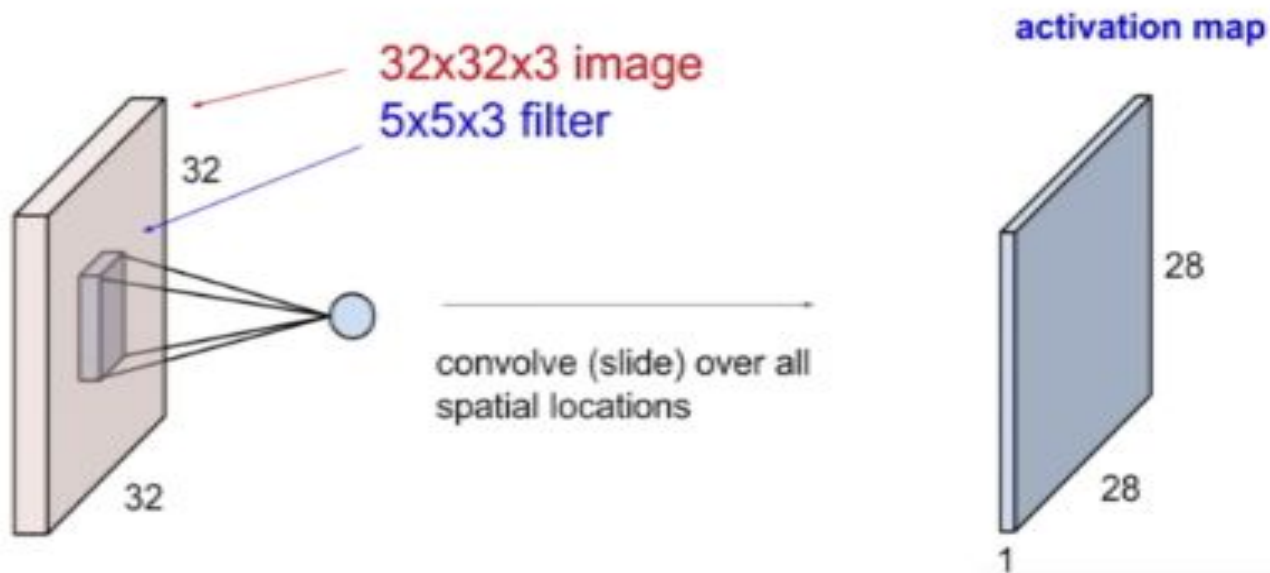 activation map
32x32x3 image
5x5x3 filter
32
28
convolve (slide) over all
spatial locations
32
28
1